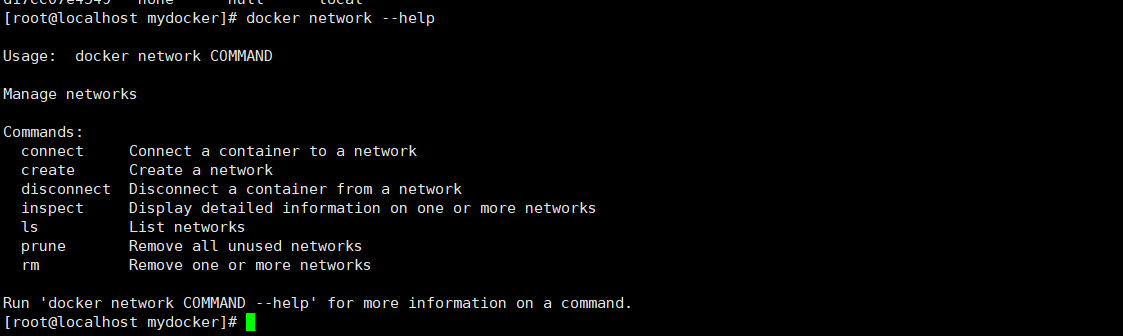 none null local
[root@localhost mydocker]# docker network --help
Usage:  docker network COMMAND
Manage networks
Commands:
  connect     Connect a container to a network
  create      Create a network
  disconnect  Disconnect a container from a network
  inspect     Display detailed information on one or more networks
  ls          List networks
  prune       Remove all unused networks
  rm          Remove one or more networks
Run 'docker network COMMAND --help' for more information on a command.
[root@localhost mydocker]#